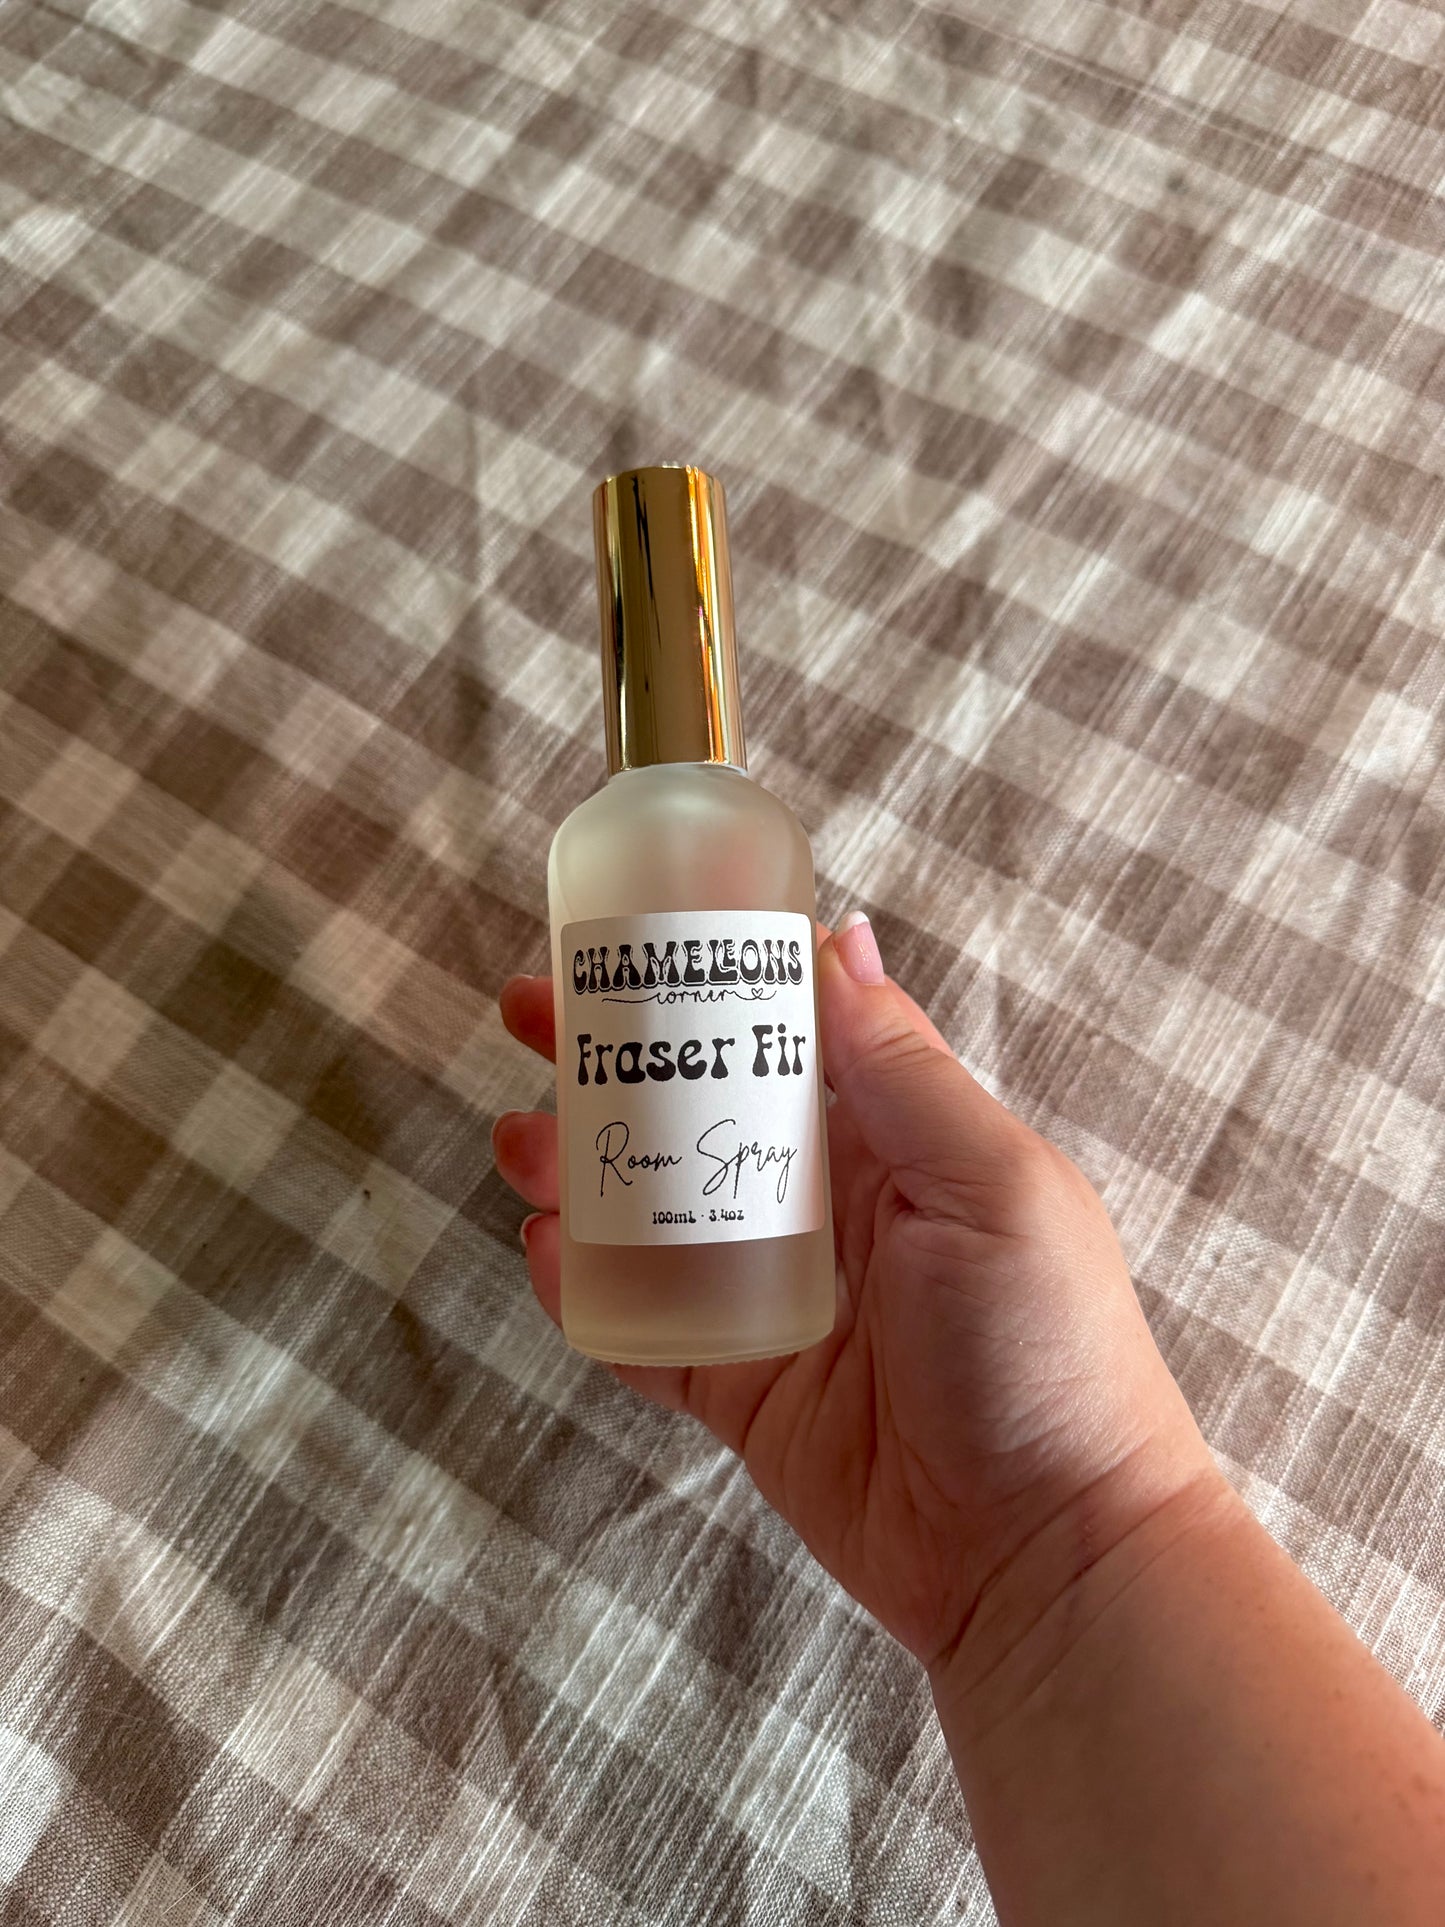 CHAMELEONS
corner
Fraser Fir
Room Spray
100mL · 3.4oz